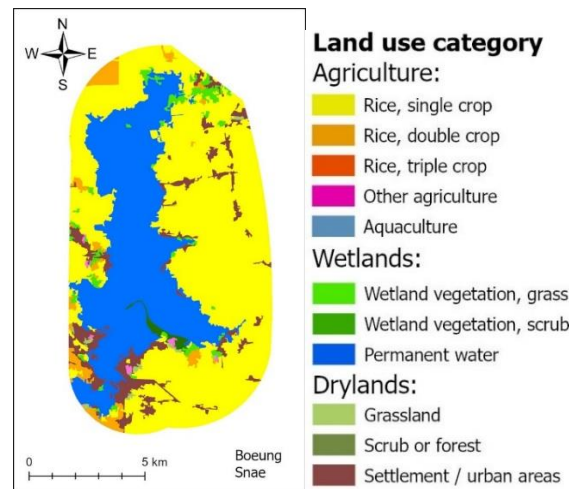 N
W E
S
0 5 km
Boeung
Snae
Land use category
Agriculture:
Rice, single crop
Rice, double crop
Rice, triple crop
Other agriculture
Aquaculture
Wetlands:
Wetland vegetation, grass
Wetland vegetation, scrub
Permanent water
Drylands:
Grassland
Scrub or forest
Settlement / urban areas